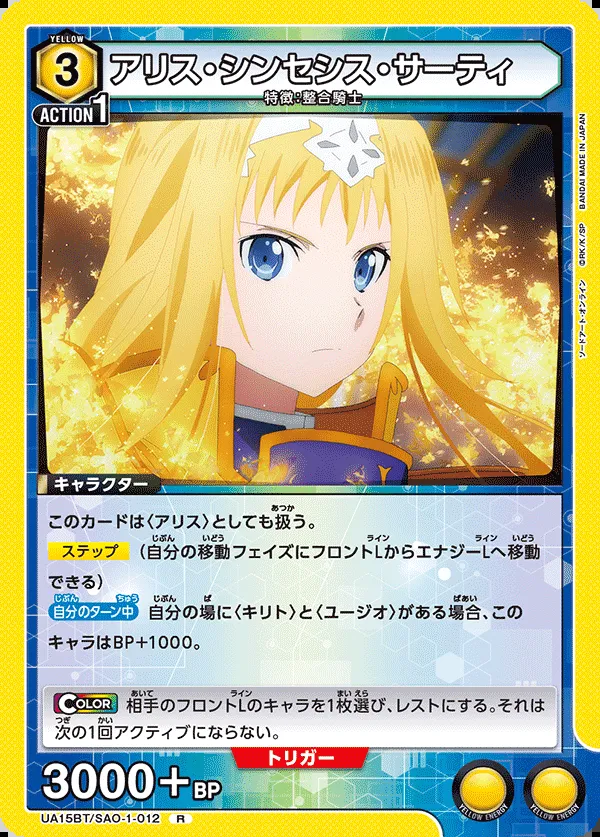 YELLOW
3
アリス・シンセシス・サーティ
特徴:整合騎士
ACTION 1
BANDAI MADE IN JAPAN
ソードアート・オンライン ©RK/K/SP
キャラクター
このカードは〈アリス〉としても扱う。
ステップ (自分の移動フェイズにフロントLからエナジーLへ移動
できる)
自分のターン中 自分の場に〈キリト〉と〈ユージオ〉がある場合、この
キャラはBP+1000。
COLOR 相手のフロントLのキャラを1枚選び、レストにする。それは
次の1回アクティブにならない。
トリガー
3000+BP
UA15BT/SAO-1-012 R
YELLOW ENERGY
YELLOW ENERGY